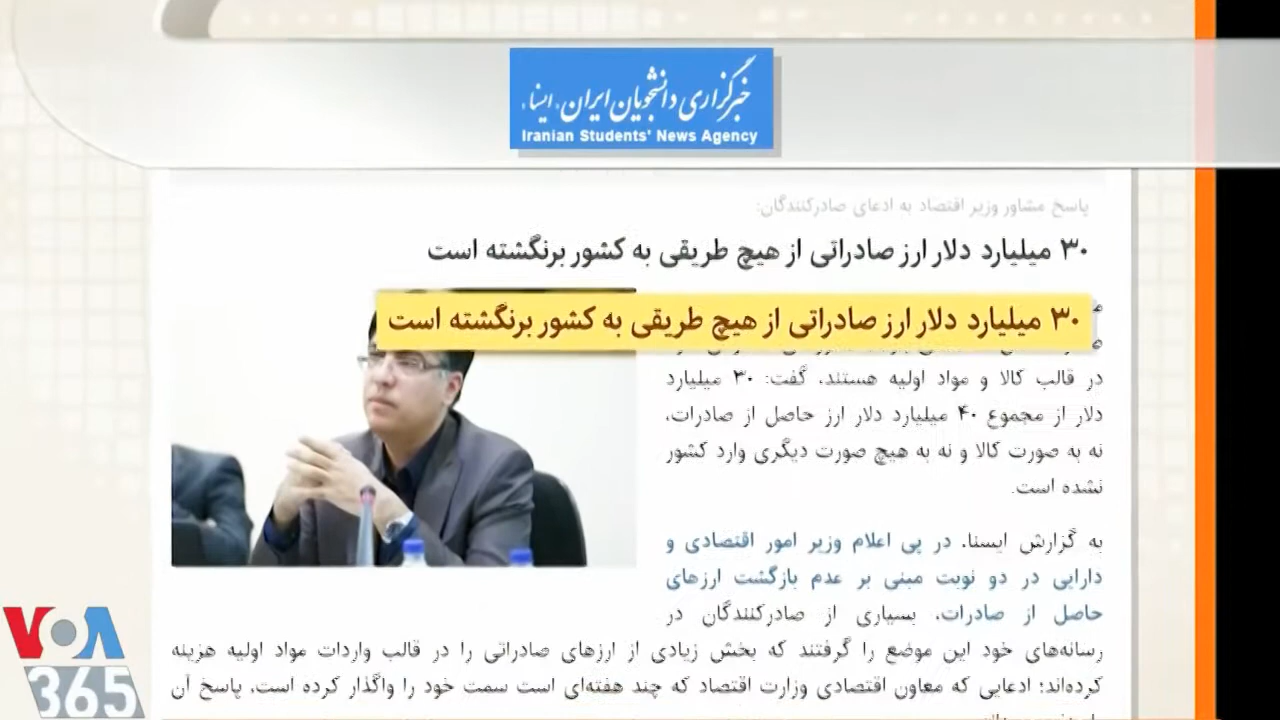 خبرگزاری دانشجویان ایران، ایسنا،
Iranian Students' News Agency
پاسخ مشاور وزیر اقتصاد به ادعای صادرکنندگان:
۳۰ میلیارد دلار ارز صادراتی از هیچ طریقی به کشور برنگشته است
۳۰ میلیارد دلار ارز صادراتی از هیچ طریقی به کشور برنگشته است
در قالب کالا و مواد اولیه هستند، گفت: ۳۰ میلیارد
دلار از مجموع ۴۰ میلیارد دلار ارز حاصل از صادرات،
نه به صورت کالا و نه به هیچ صورت دیگری وارد کشور
نشده است.
به گزارش ایسنا، در پی اعلام وزیر امور اقتصادی و
دارایی در دو نوبت مبنی بر عدم بازگشت ارزهای
حاصل از صادرات، بسیاری از صادرکنندگان در
رسانه‌های خود این موضع را گرفتند که بخش زیادی از ارزهای صادراتی را در قالب واردات مواد اولیه هزینه
کرده‌اند؛ ادعایی که معاون اقتصادی وزارت اقتصاد که چند هفته‌ای است سمت خود را واگذار کرده است، پاسخ آن
VOA
365